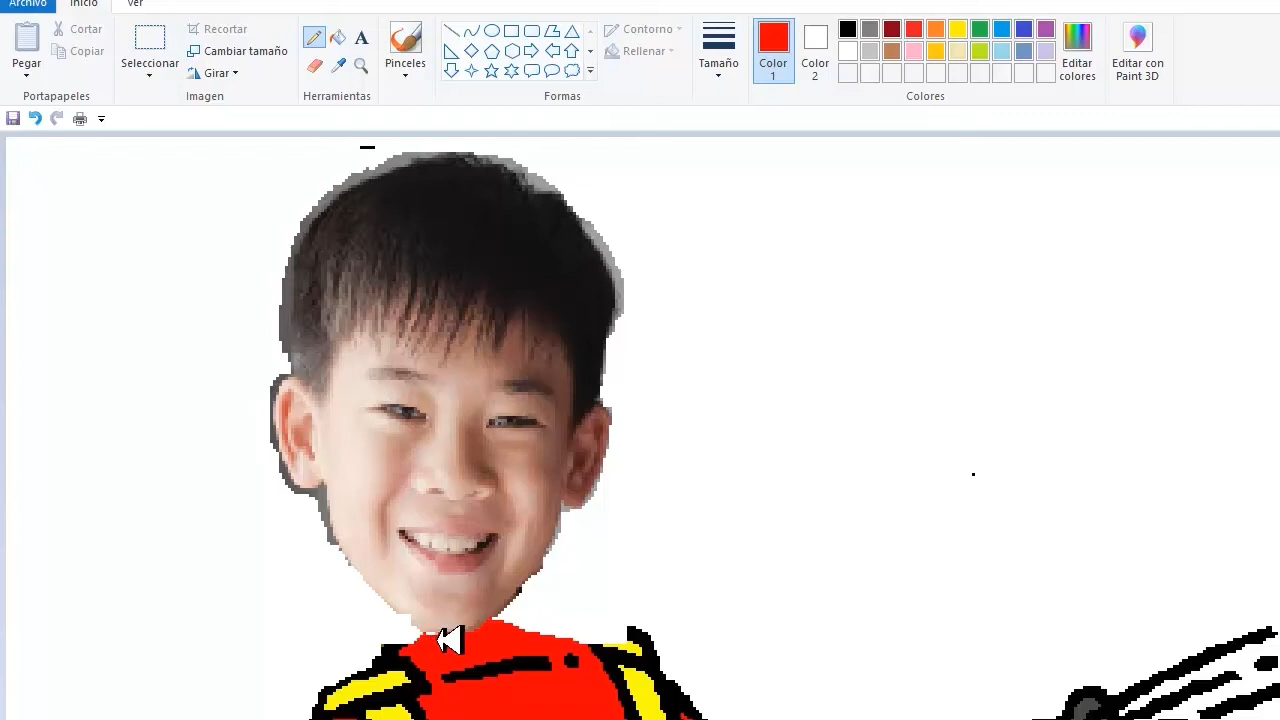 Archivo Inicio Ver
Pegar
Cortar
Copiar
Portapapeles
Seleccionar
Recortar
Cambiar tamaño
Girar
Imagen
A
Herramientas
Pinceles
Contorno
Rellenar
Formas
Tamaño
Color
1
Color
2
Editar
colores
Colores
Editar con
Paint 3D